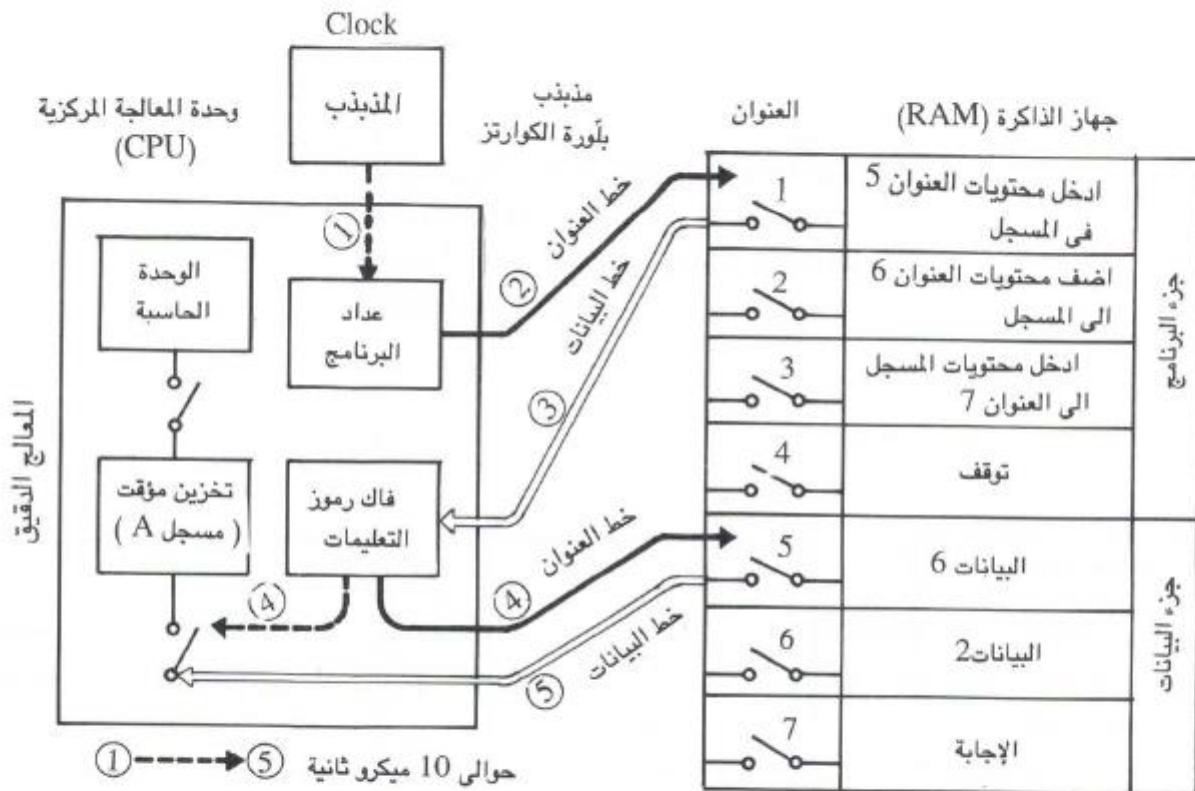 Clock
المذبذب
مذبذب
بلّورة الكوارتز
وحدة المعالجة المركزية
(CPU)
المعالج الدقيق
الوحدة
الحاسبة
عداد
البرنامج
تخزين مؤقت
( مسجل A )
فاك رموز
التعليمات
①
② خط العنوان
③ خط البيانات
④
④ خط العنوان
⑤ خط البيانات
① ⑤ حوالى 10 ميكرو ثانية
جهاز الذاكرة (RAM)
العنوان
1
ادخل محتويات العنوان 5
فى المسجل
2
اضف محتويات العنوان 6
الى المسجل
3
ادخل محتويات المسجل
الى العنوان 7
4
توقف
5
البيانات 6
6
البيانات2
7
الإجابة
جزء البرنامج
جزء البيانات